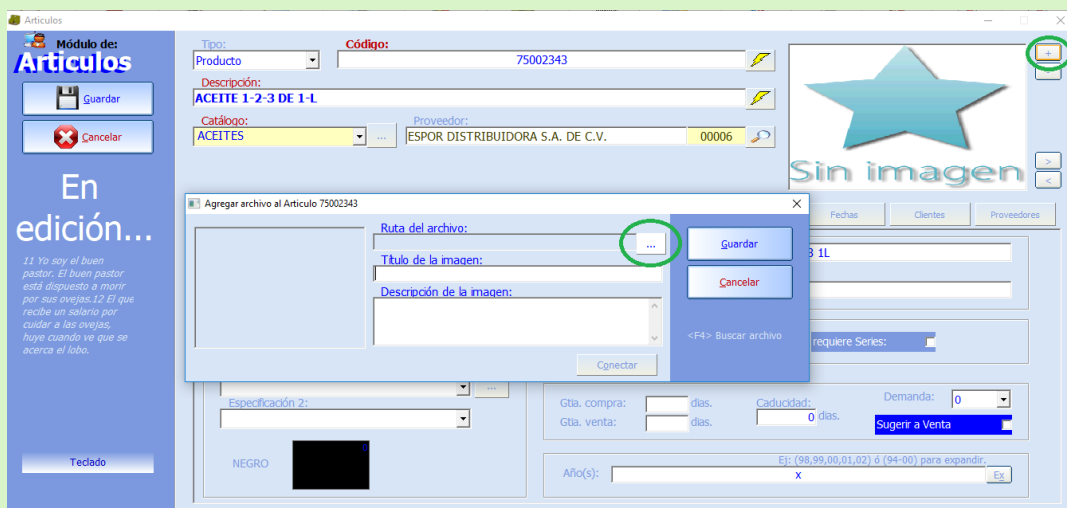 Articulos
Módulo de:
Articulos
Guardar
Cancelar
En
edición...
11 Yo soy el buen
pastor. El buen pastor
está dispuesto a morir
por sus ovejas.12 El que
recibe un salario por
cuidar a las ovejas,
huye cuando ve que se
acerca el lobo.
Teclado
Tipo:
Código:
Producto
75002343
Descripción:
ACEITE 1-2-3 DE 1-L
Catálogo:
Proveedor:
ACEITES
...
ESPOR DISTRIBUIDORA S.A. DE C.V.
00006
Sin imagen
+
-
>
<
Fechas
Clientes
Proveedores
3 1L
requiere Series:
Agregar archivo al Articulo 75002343
Ruta del archivo:
...
Título de la imagen:
Descripción de la imagen:
Conectar
Guardar
Cancelar
<F4> Buscar archivo
...
Especificación 2:
NEGRO
0
Gtia. compra:
dias.
Gtia. venta:
dias.
Caducidad:
0 dias.
Demanda:
0
Sugerir a Venta
Ej: (98,99,00,01,02) ó (94-00) para expandir.
Año(s):
x
Ex